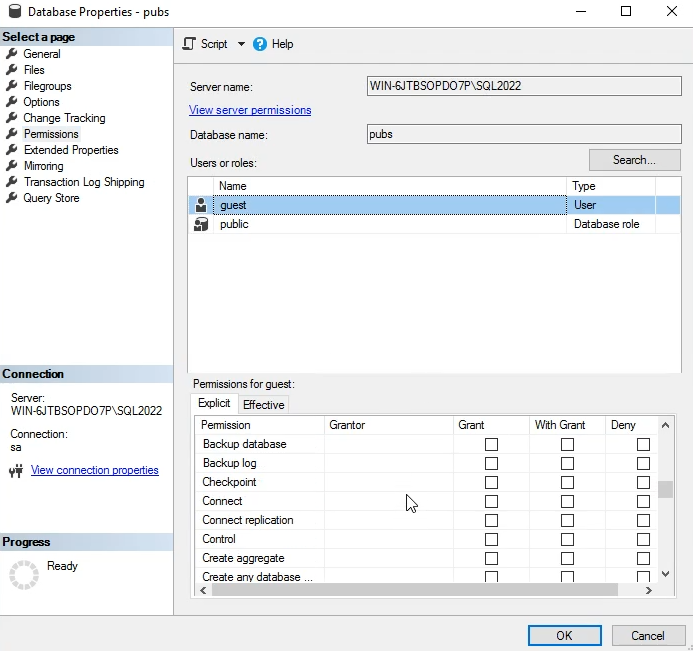 Database Properties - pubs
Select a page
General
Files
Filegroups
Options
Change Tracking
Permissions
Extended Properties
Mirroring
Transaction Log Shipping
Query Store
Connection
Server:
WIN-6JTBSOPDO7P\SQL2022
Connection:
sa
View connection properties
Progress
Ready
Script ? Help
Server name: WIN-6JTBSOPDO7P\SQL2022
View server permissions
Database name: pubs
Users or roles: Search...
Name Type
guest User
public Database role
Permissions for guest:
Explicit Effective
Permission Grantor Grant With Grant Deny
Backup database
Backup log
Checkpoint
Connect
Connect replication
Control
Create aggregate
Create any database ...
OK Cancel